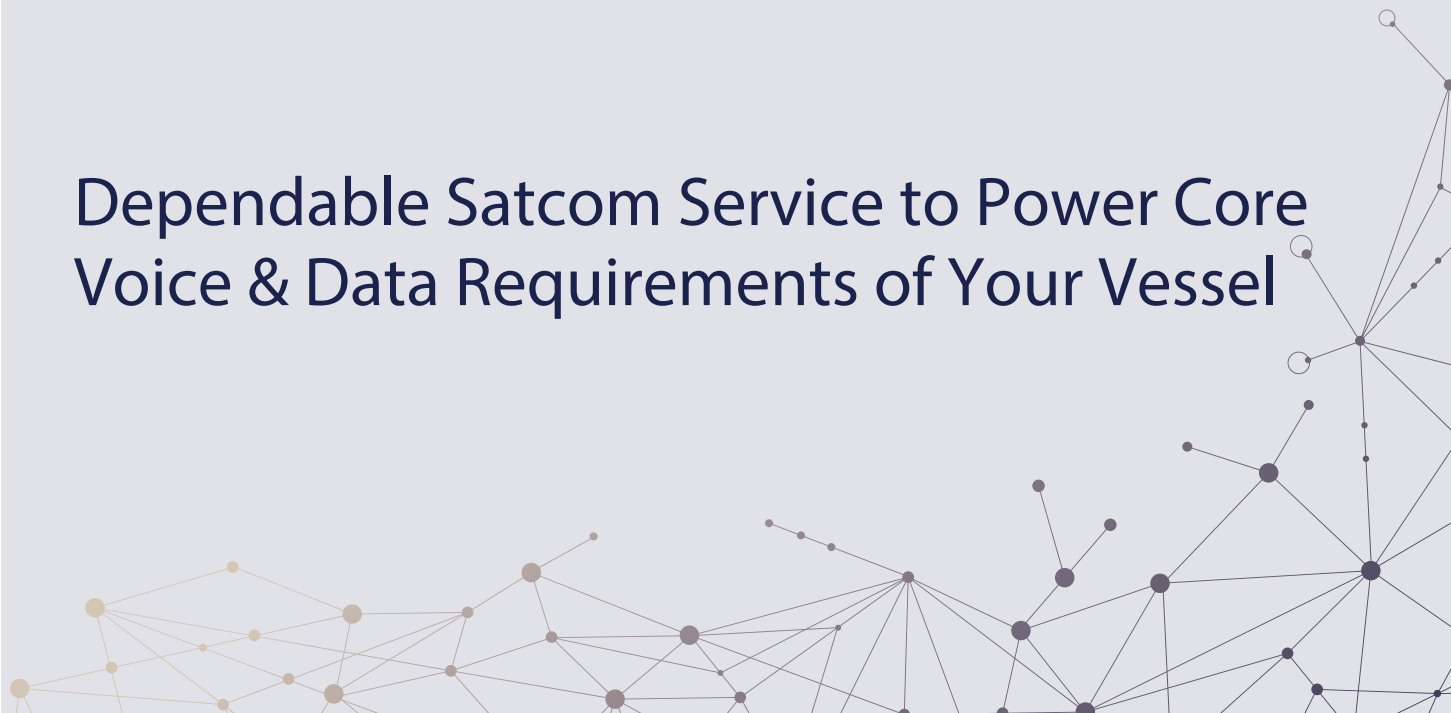 Dependable Satcom Service to Power Core
Voice & Data Requirements of Your Vessel